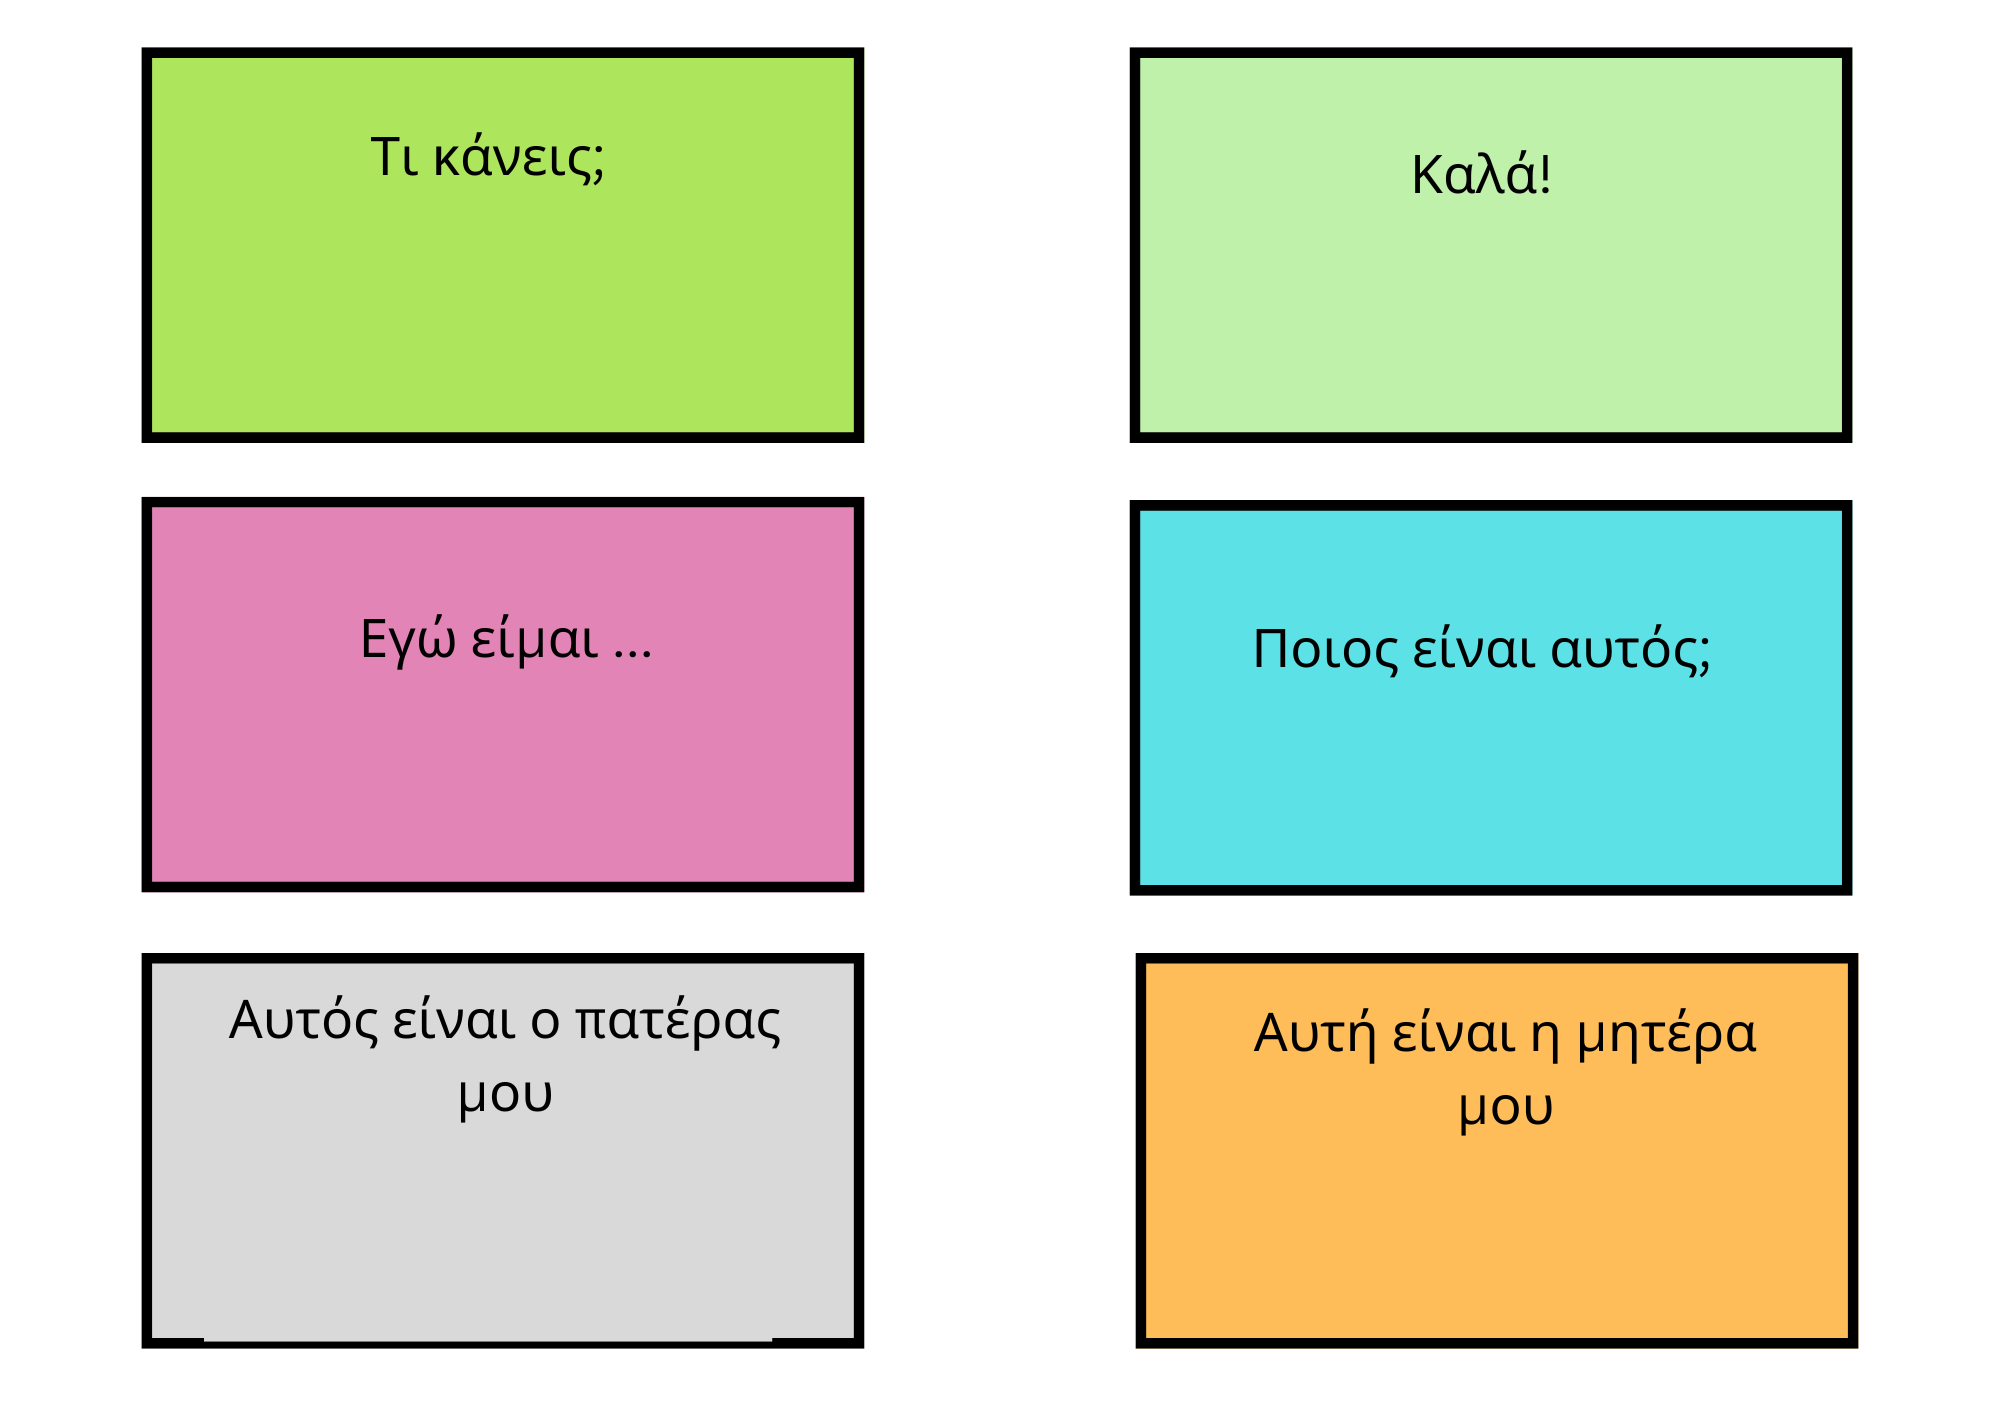 Τι κάνεις;
Καλά!
Εγώ είμαι ...
Ποιος είναι αυτός;
Αυτός είναι ο πατέρας
μου
Αυτή είναι η μητέρα
μου